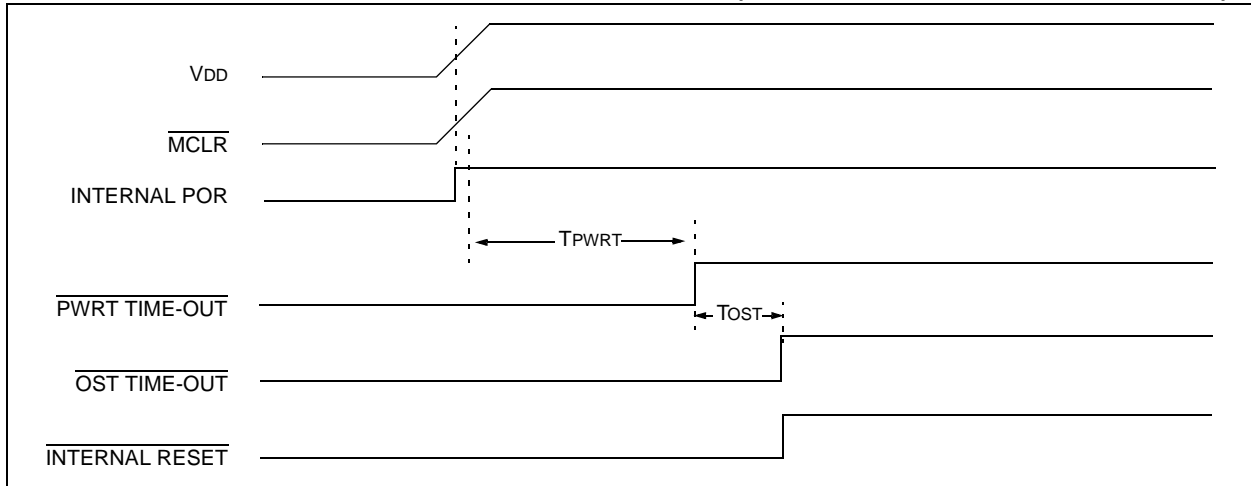 VDD
MCLR
INTERNAL POR
TPWRT
PWRT TIME-OUT
TOST
OST TIME-OUT
INTERNAL RESET